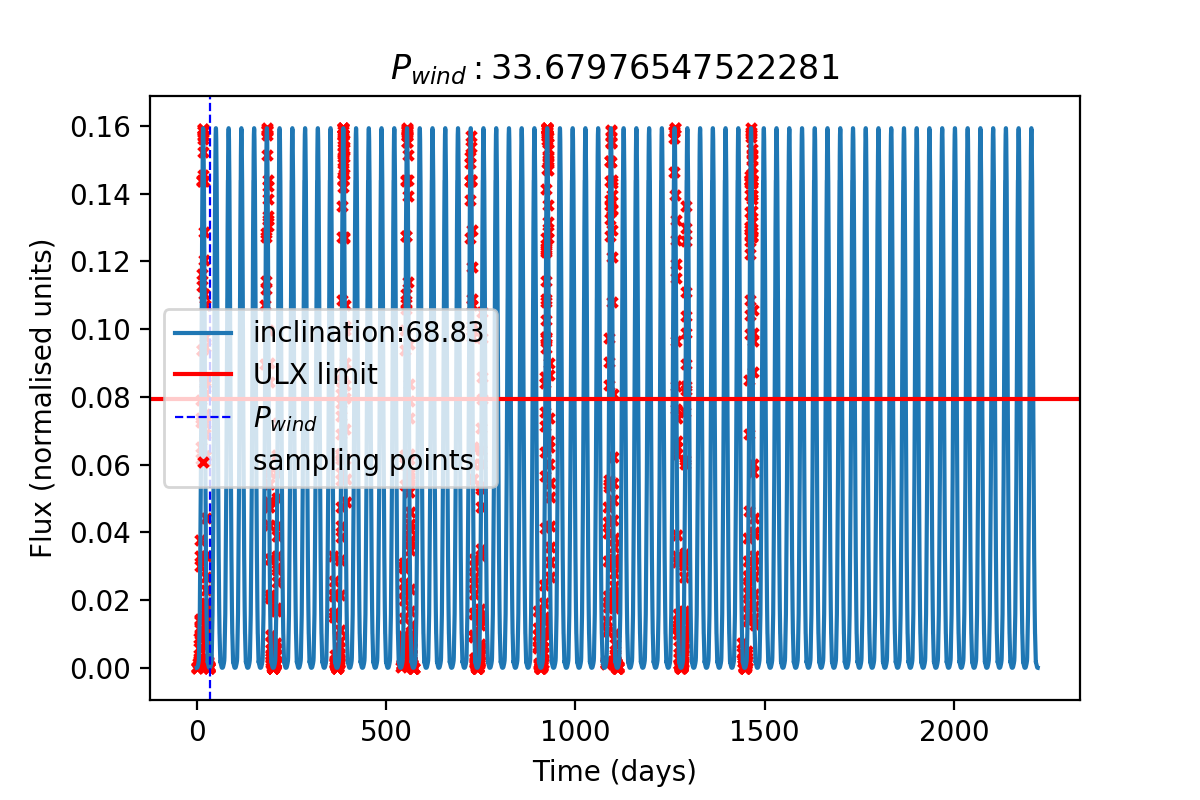 P_wind : 33.67976547522281
Flux (normalised units)
0.16
0.14
0.12
0.10
0.08
0.06
0.04
0.02
0.00
inclination:68.83
ULX limit
P_wind
sampling points
0 500 1000 1500 2000
Time (days)